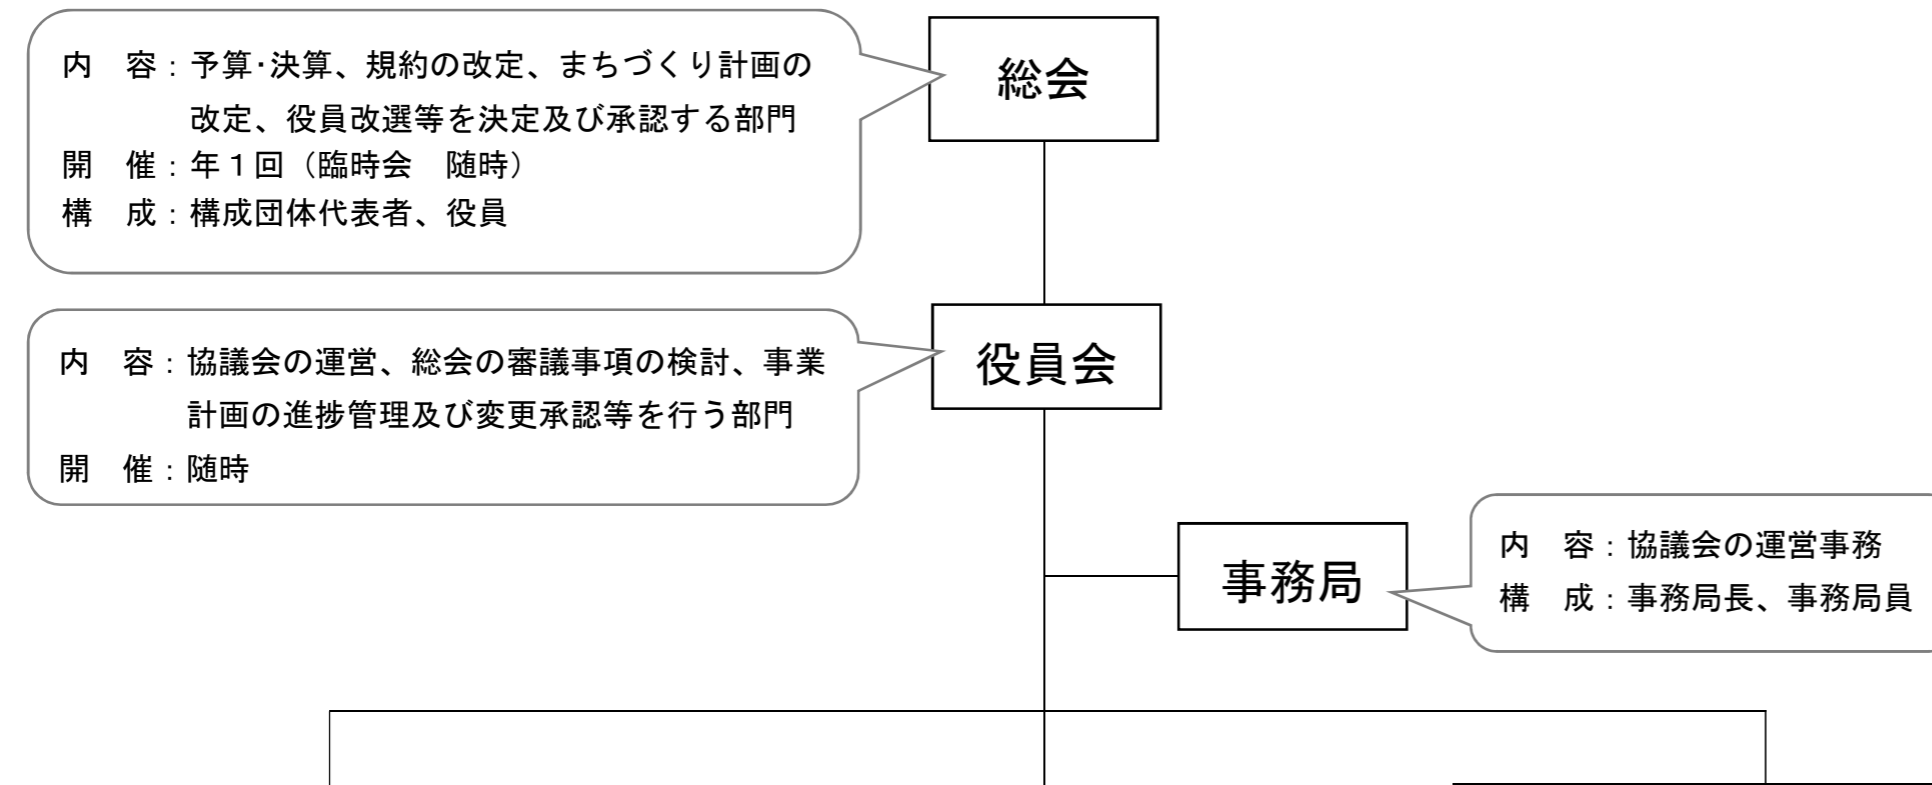 内　容：予算･決算、規約の改定、まちづくり計画の
改定、役員改選等を決定及び承認する部門
開　催：年１回（臨時会　随時）
構　成：構成団体代表者、役員
総会
内　容：協議会の運営、総会の審議事項の検討、事業
計画の進捗管理及び変更承認等を行う部門
開　催：随時
役員会
事務局
内　容：協議会の運営事務
構　成：事務局長、事務局員